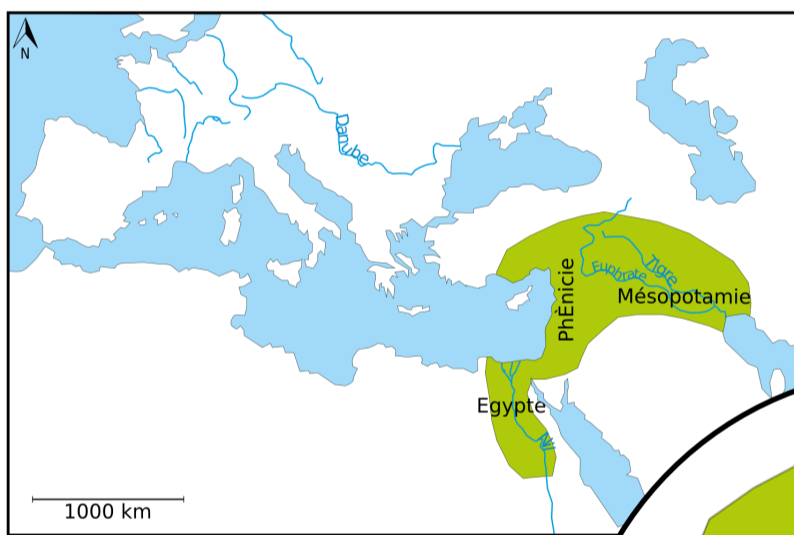 N
Danube
Tigre
Euphrate
PhÈnicie
Mésopotamie
Egypte
Nil
1000 km